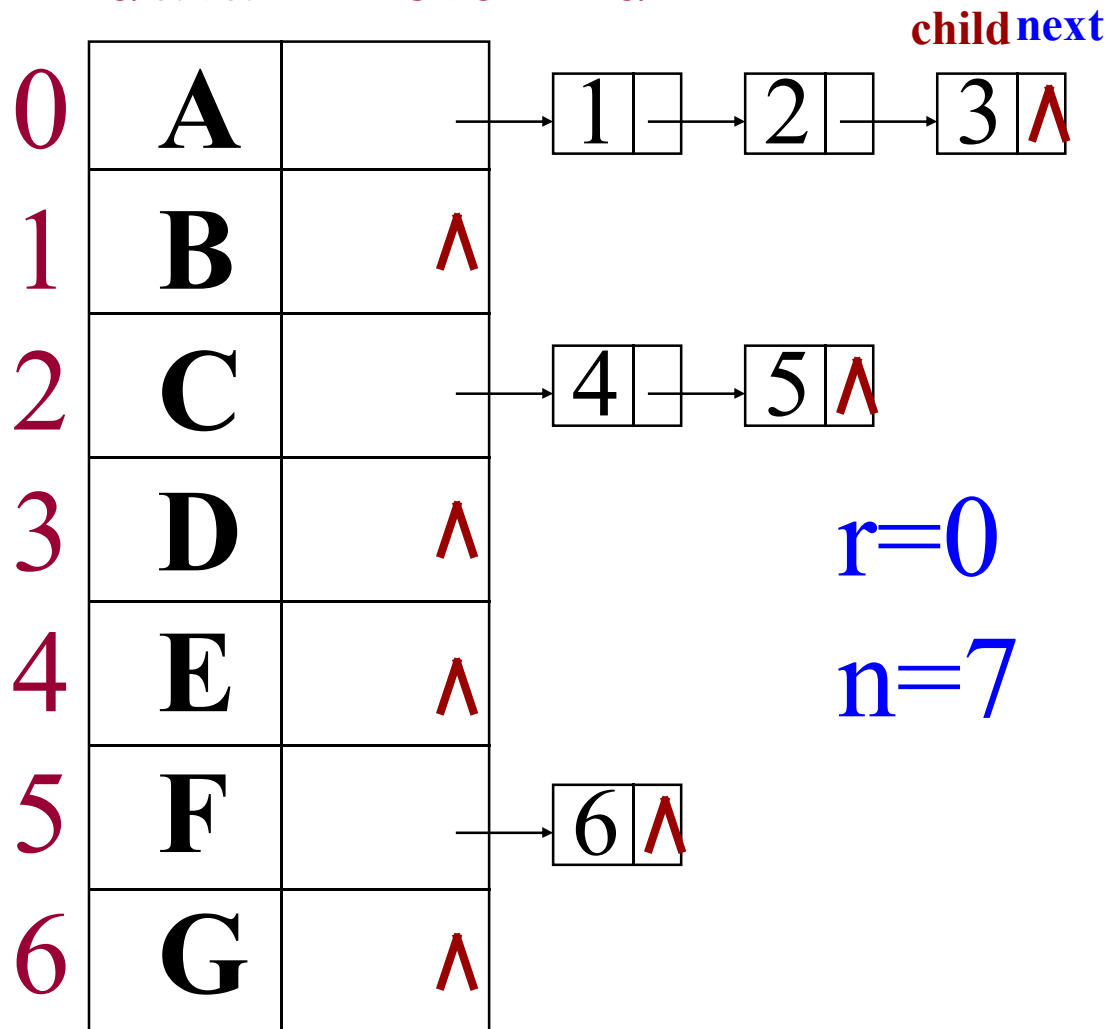 child next
0 A 1 2 3 ∧
1 B ∧
2 C 4 5 ∧
3 D ∧
r=0
4 E ∧
n=7
5 F 6 ∧
6 G ∧